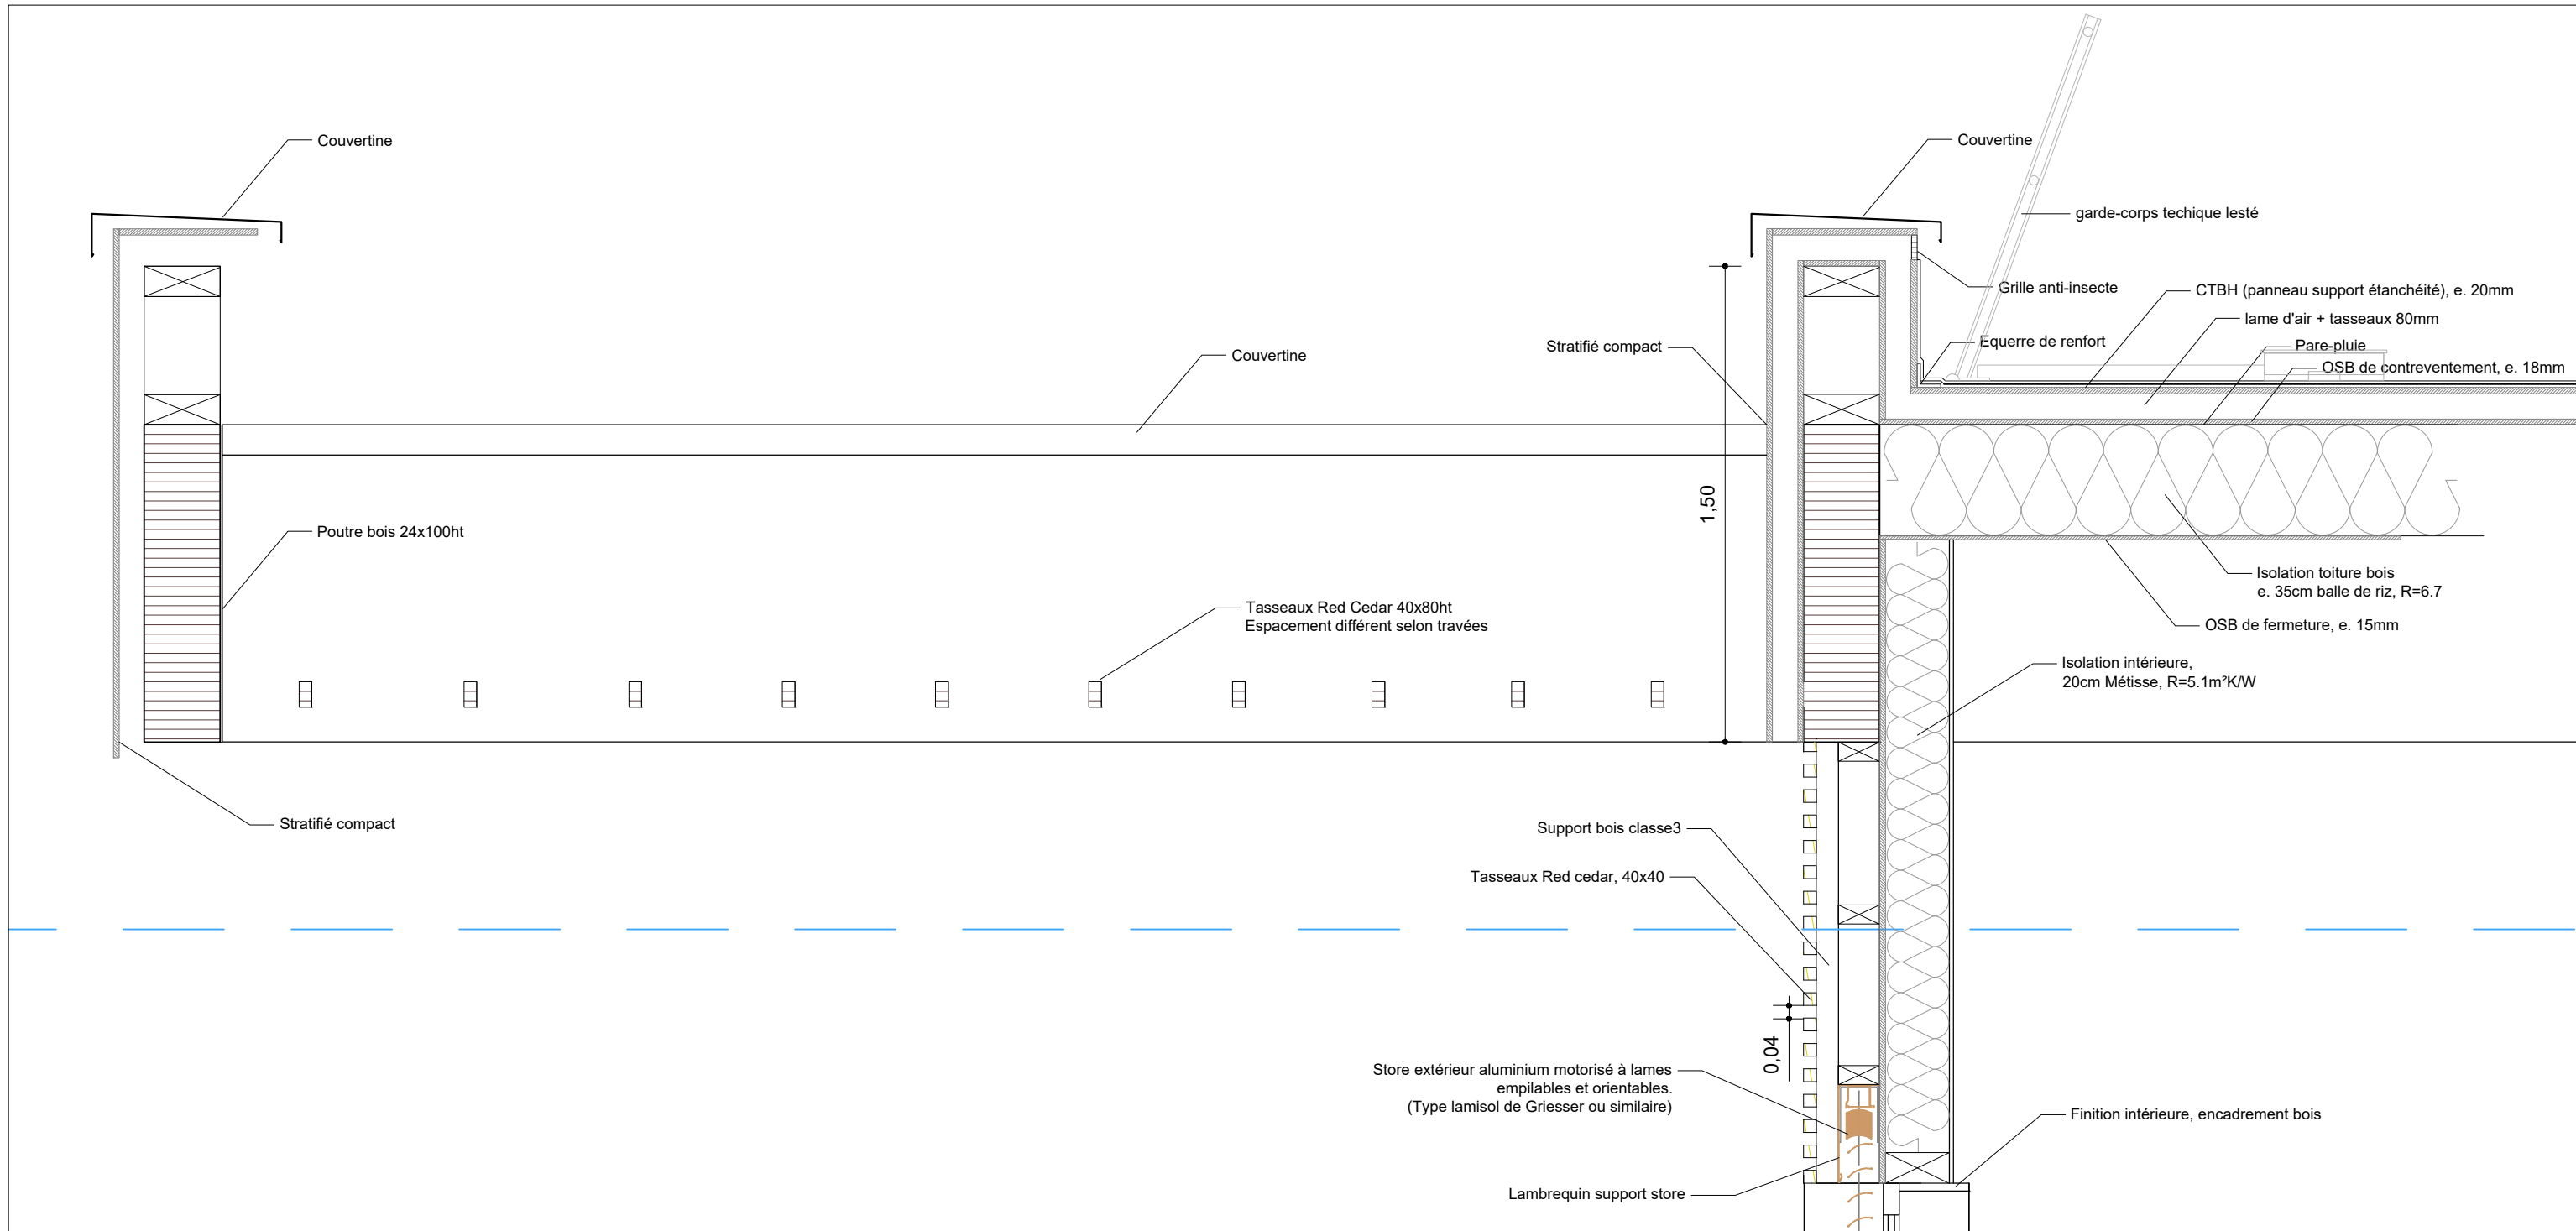 Couvertine
Couvertine
garde-corps techique lesté
Grille anti-insecte
CTBH (panneau support étanchéité), e. 20mm
lame d'air + tasseaux 80mm
Equerre de renfort
Pare-pluie
Stratifié compact
Couvertine
OSB de contreventement, e. 18mm
1,50
Poutre bois 24x100ht
Isolation toiture bois
e. 35cm balle de riz, R=6.7
Tasseaux Red Cedar 40x80ht
Espacement différent selon travées
OSB de fermeture, e. 15mm
Isolation intérieure,
20cm Métisse, R=5.1m²K/W
Stratifié compact
Support bois classe3
Tasseaux Red cedar, 40x40
0,04
Store extérieur aluminium motorisé à lames
empilables et orientables.
(Type lamisol de Griesser ou similaire)
Finition intérieure, encadrement bois
Lambrequin support store